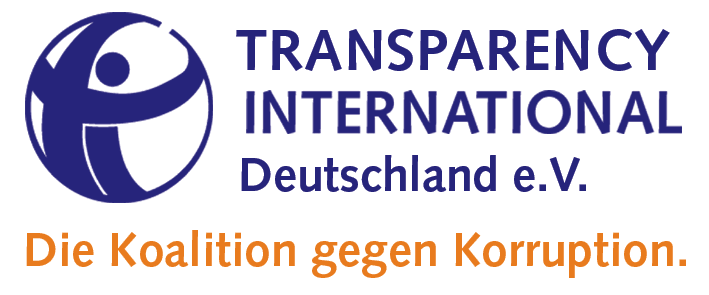 TRANSPARENCY
INTERNATIONAL
Deutschland e.V.
Die Koalition gegen Korruption.